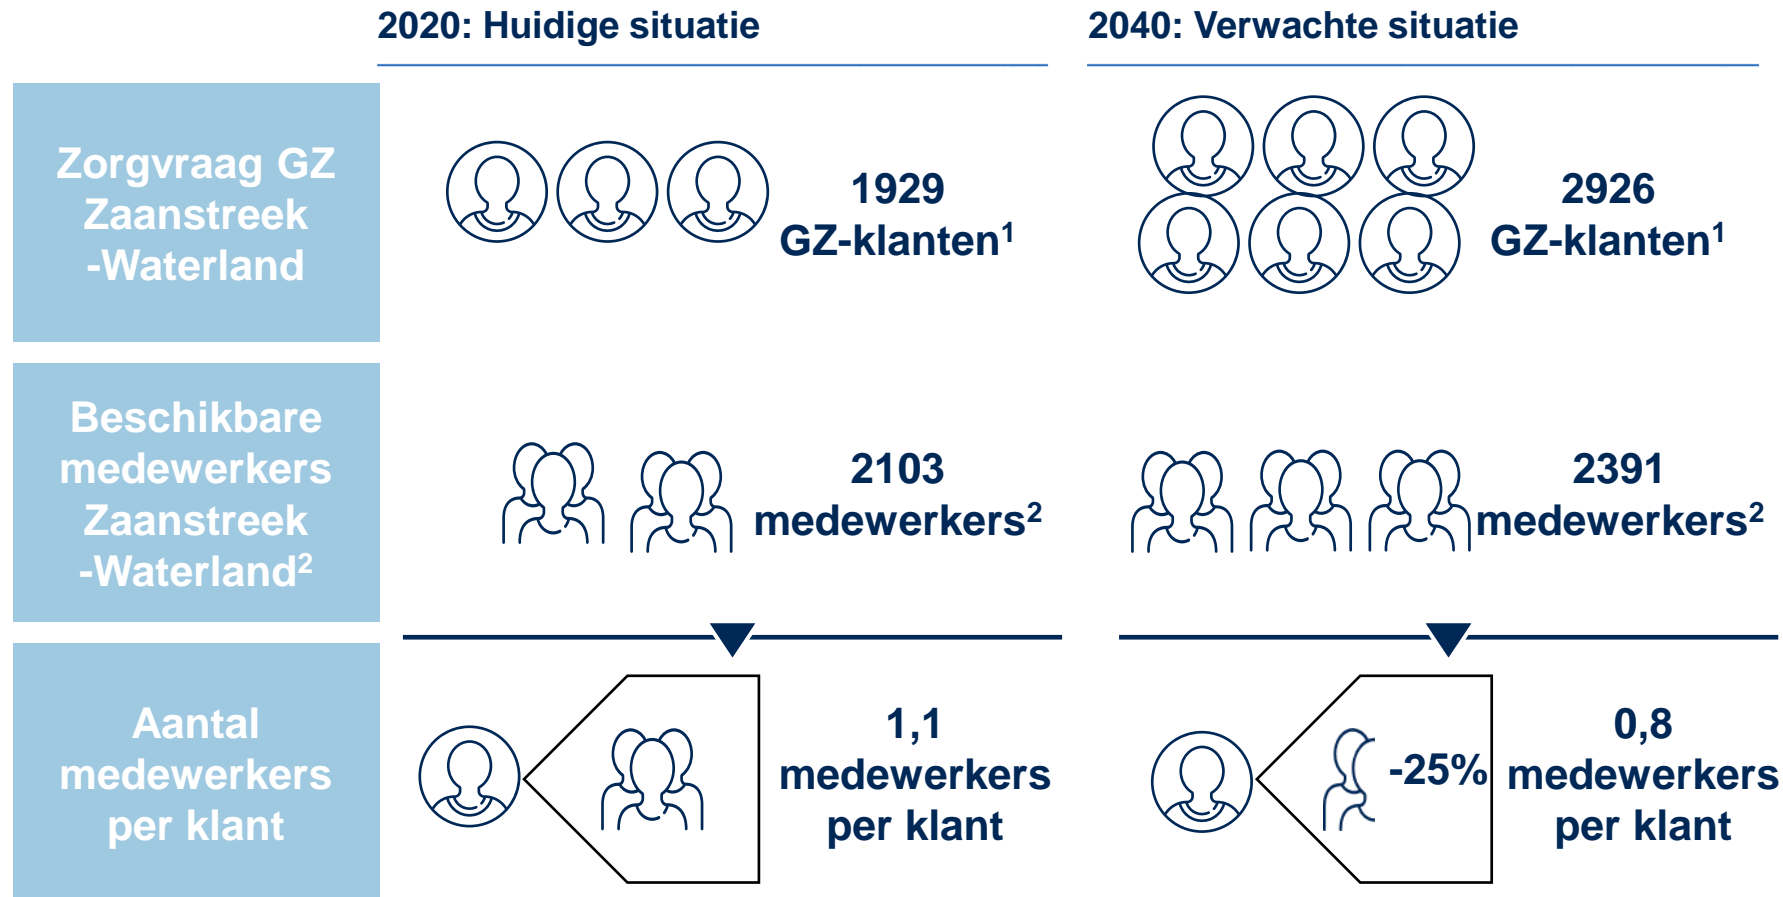 2020: Huidige situatie
2040: Verwachte situatie
Zorgvraag GZ
Zaanstreek
-Waterland
1929
GZ-klanten¹
2926
GZ-klanten¹
Beschikbare
medewerkers
Zaanstreek
-Waterland²
2103
medewerkers²
2391
medewerkers²
Aantal
medewerkers
per klant
1,1
medewerkers
per klant
-25%
0,8
medewerkers
per klant